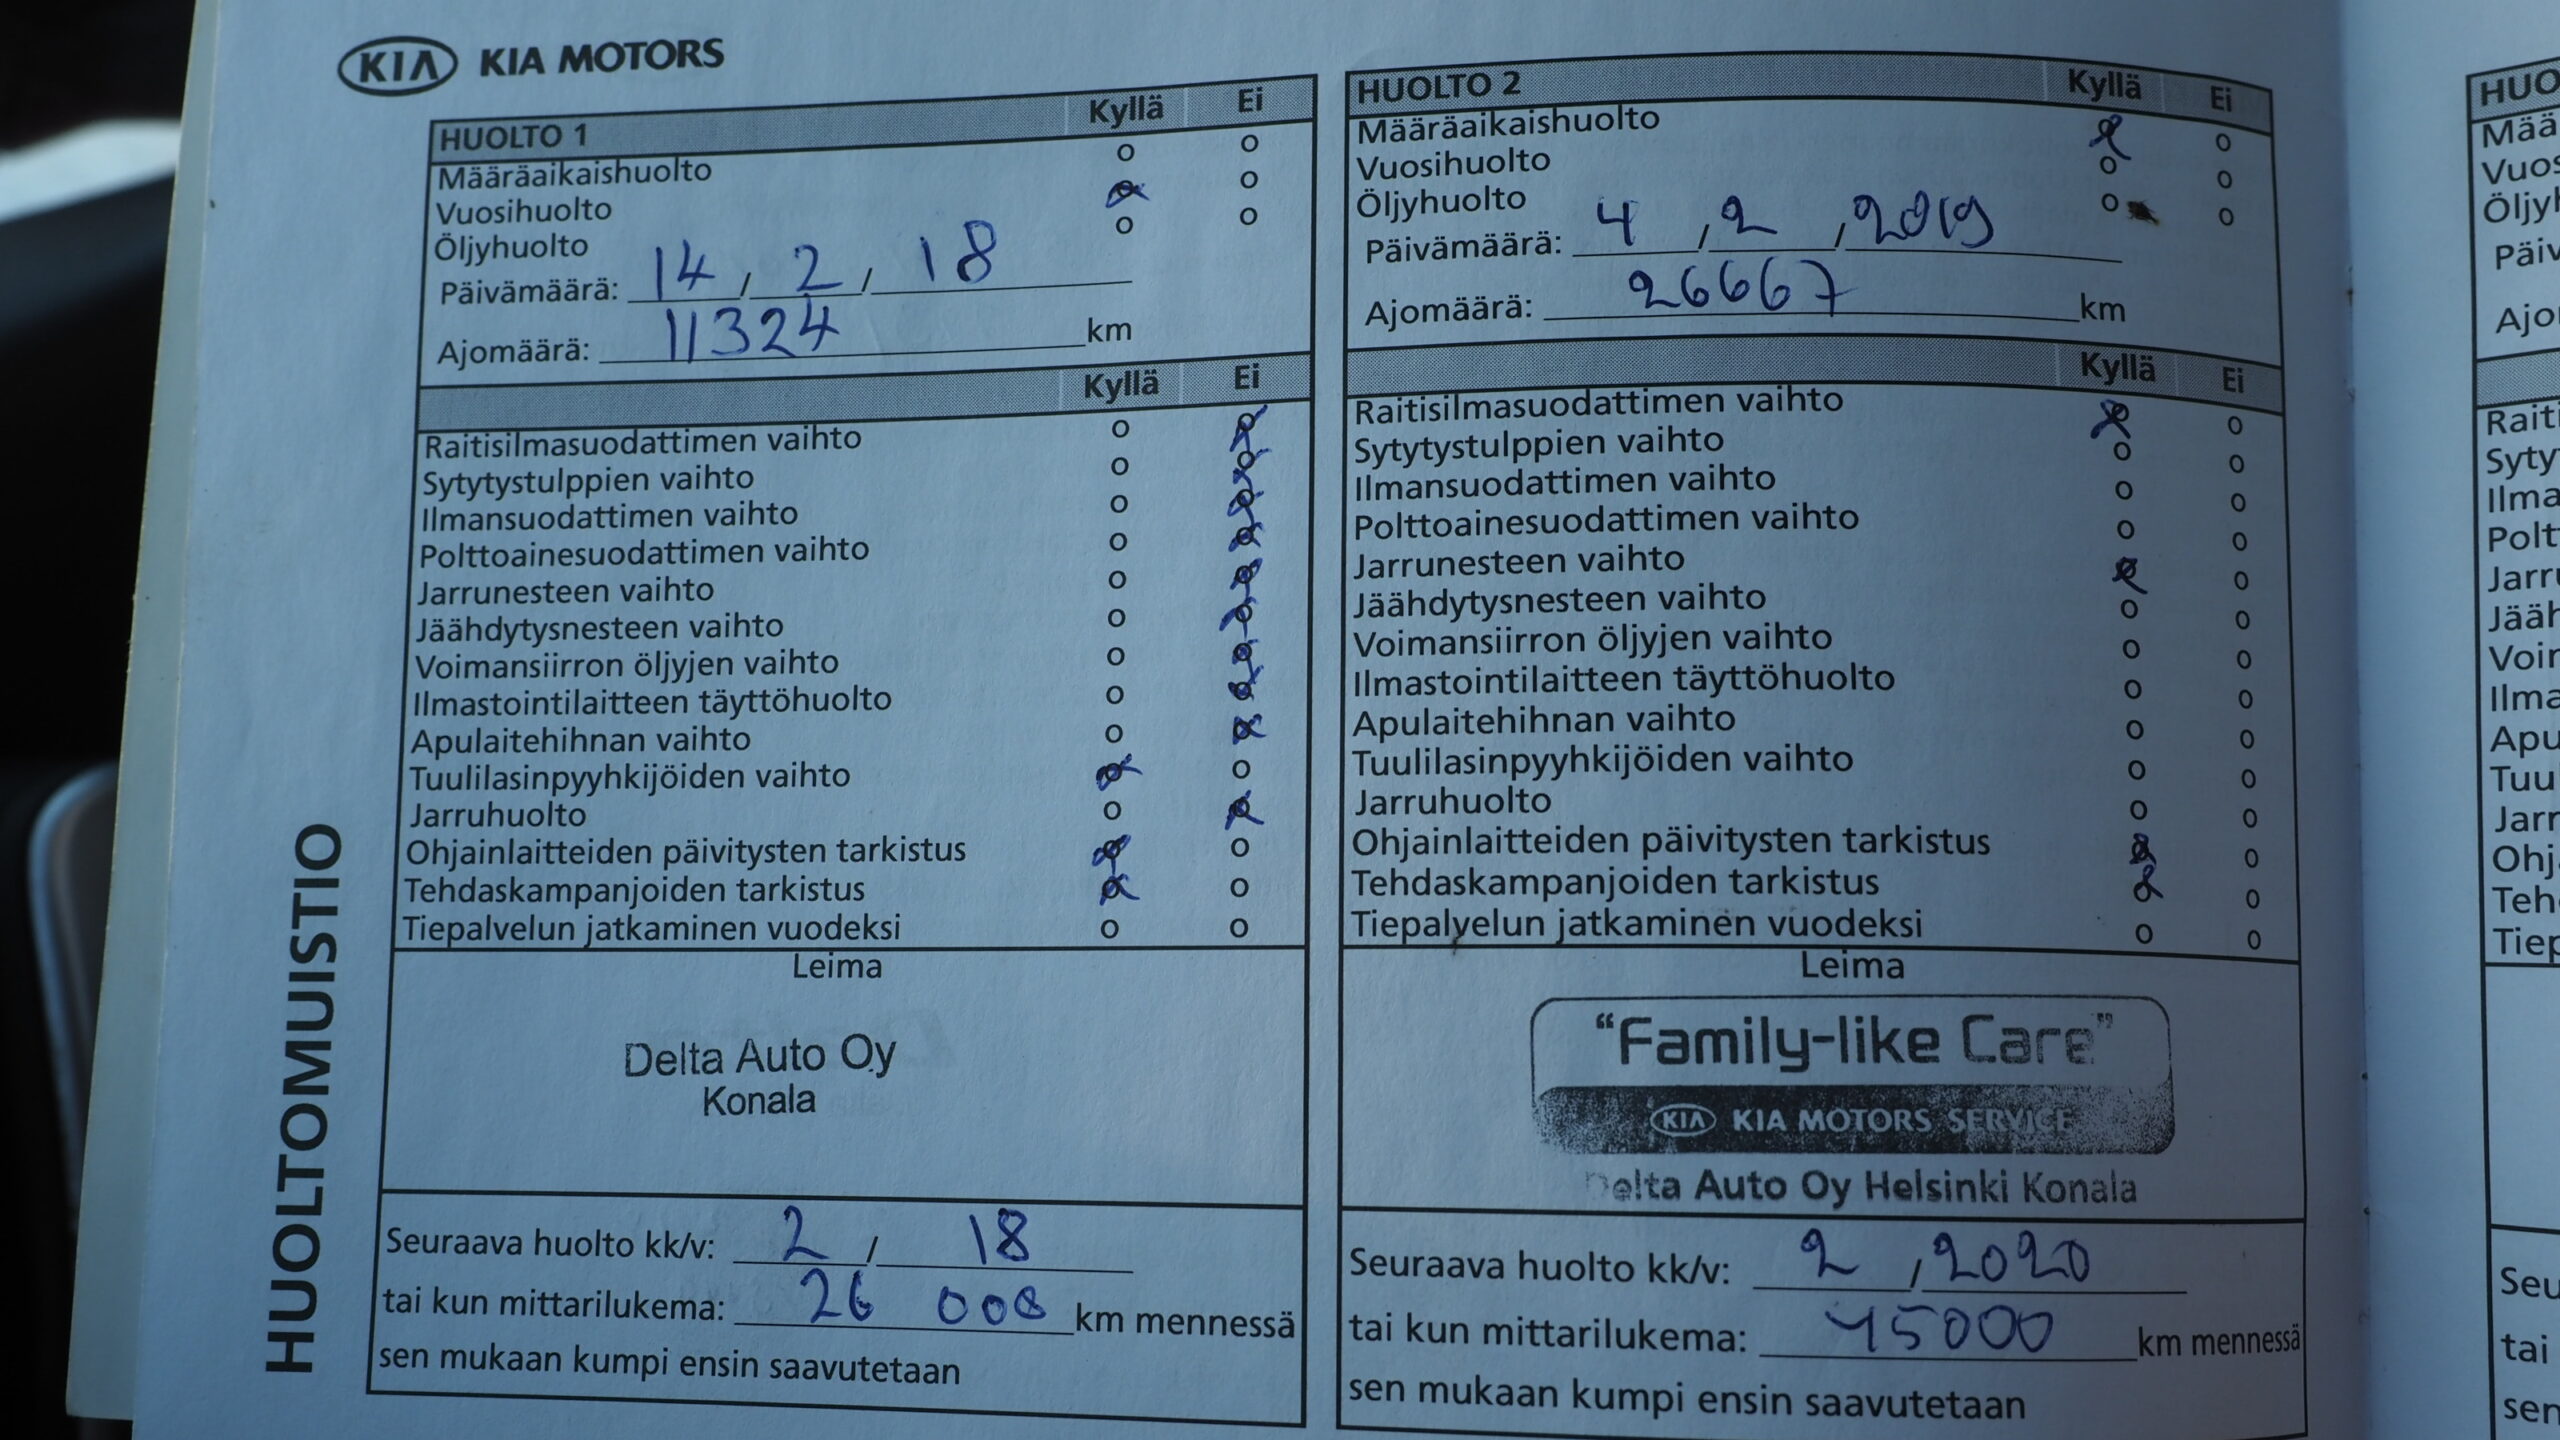 KIA KIA MOTORS
HUOLTOMUISTIO
HUOLTO 1 Kyllä Ei
Määräaikaishuolto o o
Vuosihuolto x o
Öljyhuolto o o
Päivämäärä: 14 / 2 / 18
Ajomäärä: 11324 km
Kyllä Ei
Raitisilmasuodattimen vaihto o x
Sytytystulppien vaihto o x
Ilmansuodattimen vaihto o x
Polttoainesuodattimen vaihto o x
Jarrunesteen vaihto o x
Jäähdytysnesteen vaihto o x
Voimansiirron öljyjen vaihto o x
Ilmastointilaitteen täyttöhuolto o x
Apulaitehihnan vaihto o x
Tuulilasinpyyhkijöiden vaihto x o
Jarruhuolto o x
Ohjainlaitteiden päivitysten tarkistus x o
Tehdaskampanjoiden tarkistus x o
Tiepalvelun jatkaminen vuodeksi o o
Leima
Delta Auto Oy
Konala
Seuraava huolto kk/v: 2 / 18
tai kun mittarilukema: 26 000 km mennessä
sen mukaan kumpi ensin saavutetaan
HUOLTO 2 Kyllä Ei
Määräaikaishuolto x o
Vuosihuolto o o
Öljyhuolto o o
Päivämäärä: 4 / 2 / 2019
Ajomäärä: 26667 km
Kyllä Ei
Raitisilmasuodattimen vaihto x o
Sytytystulppien vaihto o o
Ilmansuodattimen vaihto o o
Polttoainesuodattimen vaihto o o
Jarrunesteen vaihto x o
Jäähdytysnesteen vaihto o o
Voimansiirron öljyjen vaihto o o
Ilmastointilaitteen täyttöhuolto o o
Apulaitehihnan vaihto o o
Tuulilasinpyyhkijöiden vaihto o o
Jarruhuolto o o
Ohjainlaitteiden päivitysten tarkistus x o
Tehdaskampanjoiden tarkistus x o
Tiepalvelun jatkaminen vuodeksi o o
Leima
"Family-like Care"
KIA KIA MOTORS SERVICE
Delta Auto Oy Helsinki Konala
Seuraava huolto kk/v: 2 / 2020
tai kun mittarilukema: 45000 km mennessä
sen mukaan kumpi ensin saavutetaan